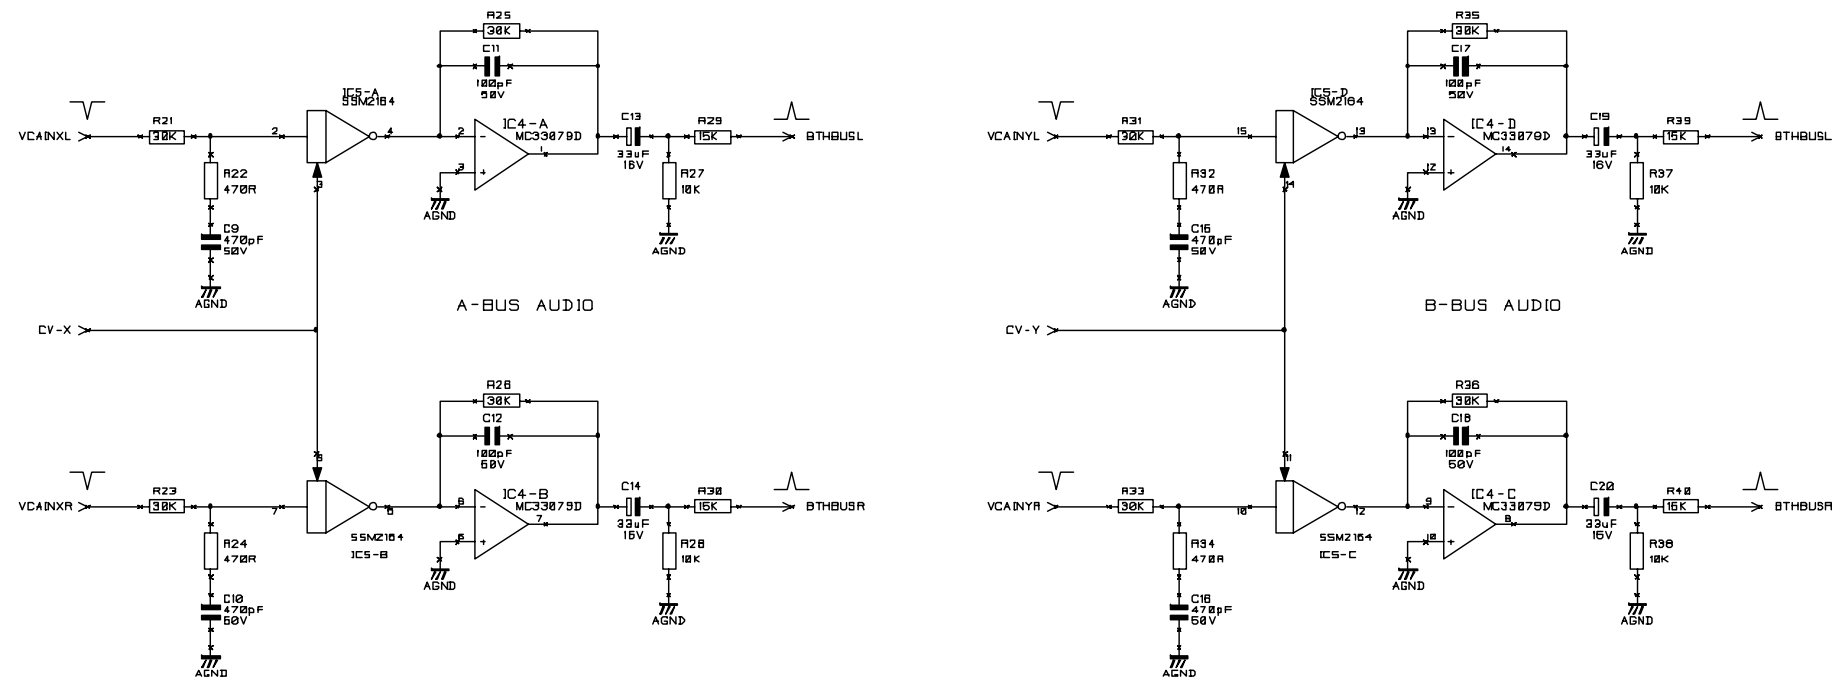 R25
30K
C11
100pF
50V
IC5-A
SSM2164
VCAINXL
R21
30K
2
4
2
IC4-A
MC33079D
1
3
C13
33uF
16V
R29
15K
BTHBUSL
R22
470R
3
R27
10K
AGND
AGND
C9
470pF
50V
AGND
A-BUS AUDIO
CV-X
R26
30K
C12
100pF
50V
5
VCAINXR
R23
30K
7
6
IC4-B
MC33079D
7
C14
33uF
16V
R30
15K
BTHBUSR
SSM2164
IC5-B
R24
470R
R28
10K
AGND
AGND
C10
470pF
50V
AGND
R35
30K
C17
100pF
50V
IC5-D
SSM2164
VCAINYL
R31
30K
15
13
13
IC4-D
MC33079D
14
12
C19
33uF
16V
R39
15K
BTHBUSL
R32
470R
14
R37
10K
AGND
AGND
C15
470pF
50V
AGND
B-BUS AUDIO
CV-Y
R36
30K
C18
100pF
50V
11
VCAINYR
R33
30K
10
12
9
IC4-C
MC33079D
8
10
C20
33uF
16V
R40
15K
BTHBUSR
SSM2164
IC5-C
R34
470R
R38
10K
AGND
AGND
C16
470pF
50V
AGND